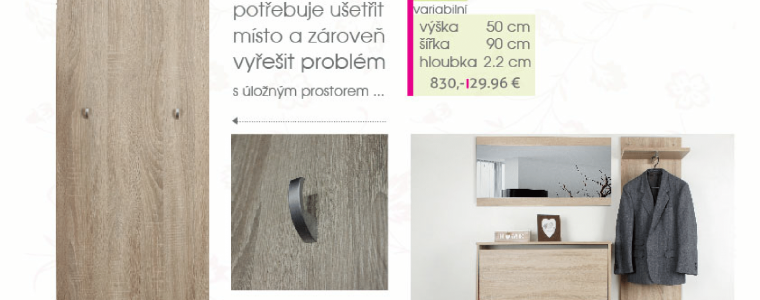 potřebuje ušetřit
místo a zároveň
vyřešit problém
s úložným prostorem ...
variabilní
výška 50 cm
šířka 90 cm
hloubka 2.2 cm
830,-|29.96 €